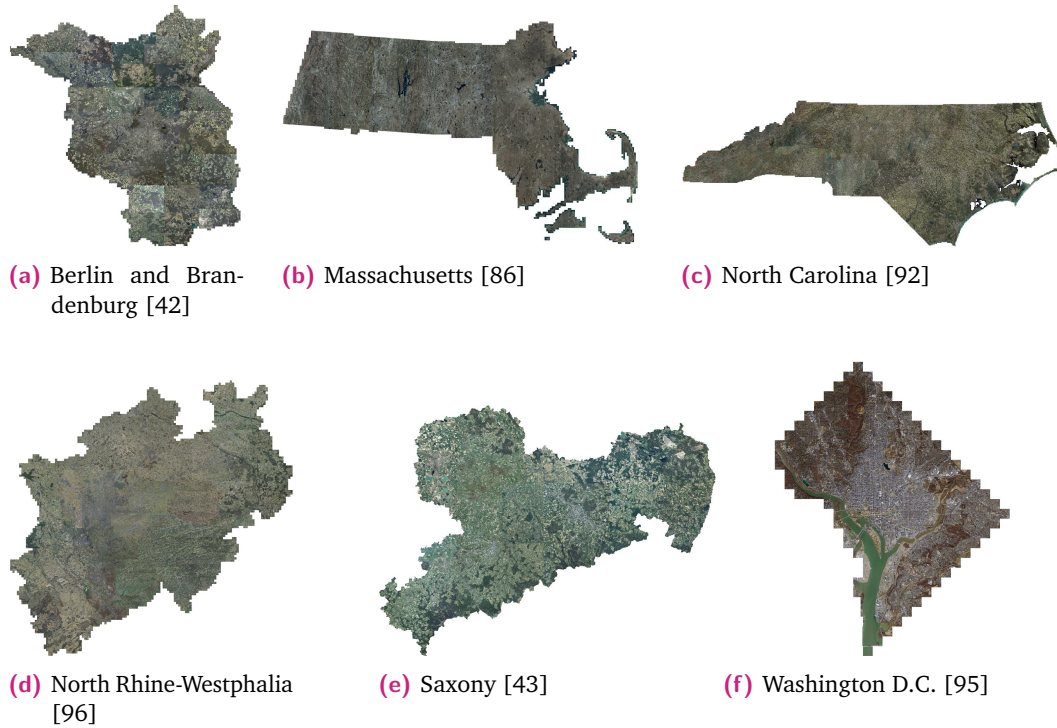 (a) Berlin and Bran-
denburg [42]
(b) Massachusetts [86]
(c) North Carolina [92]
(d) North Rhine-Westphalia
[96]
(e) Saxony [43]
(f) Washington D.C. [95]